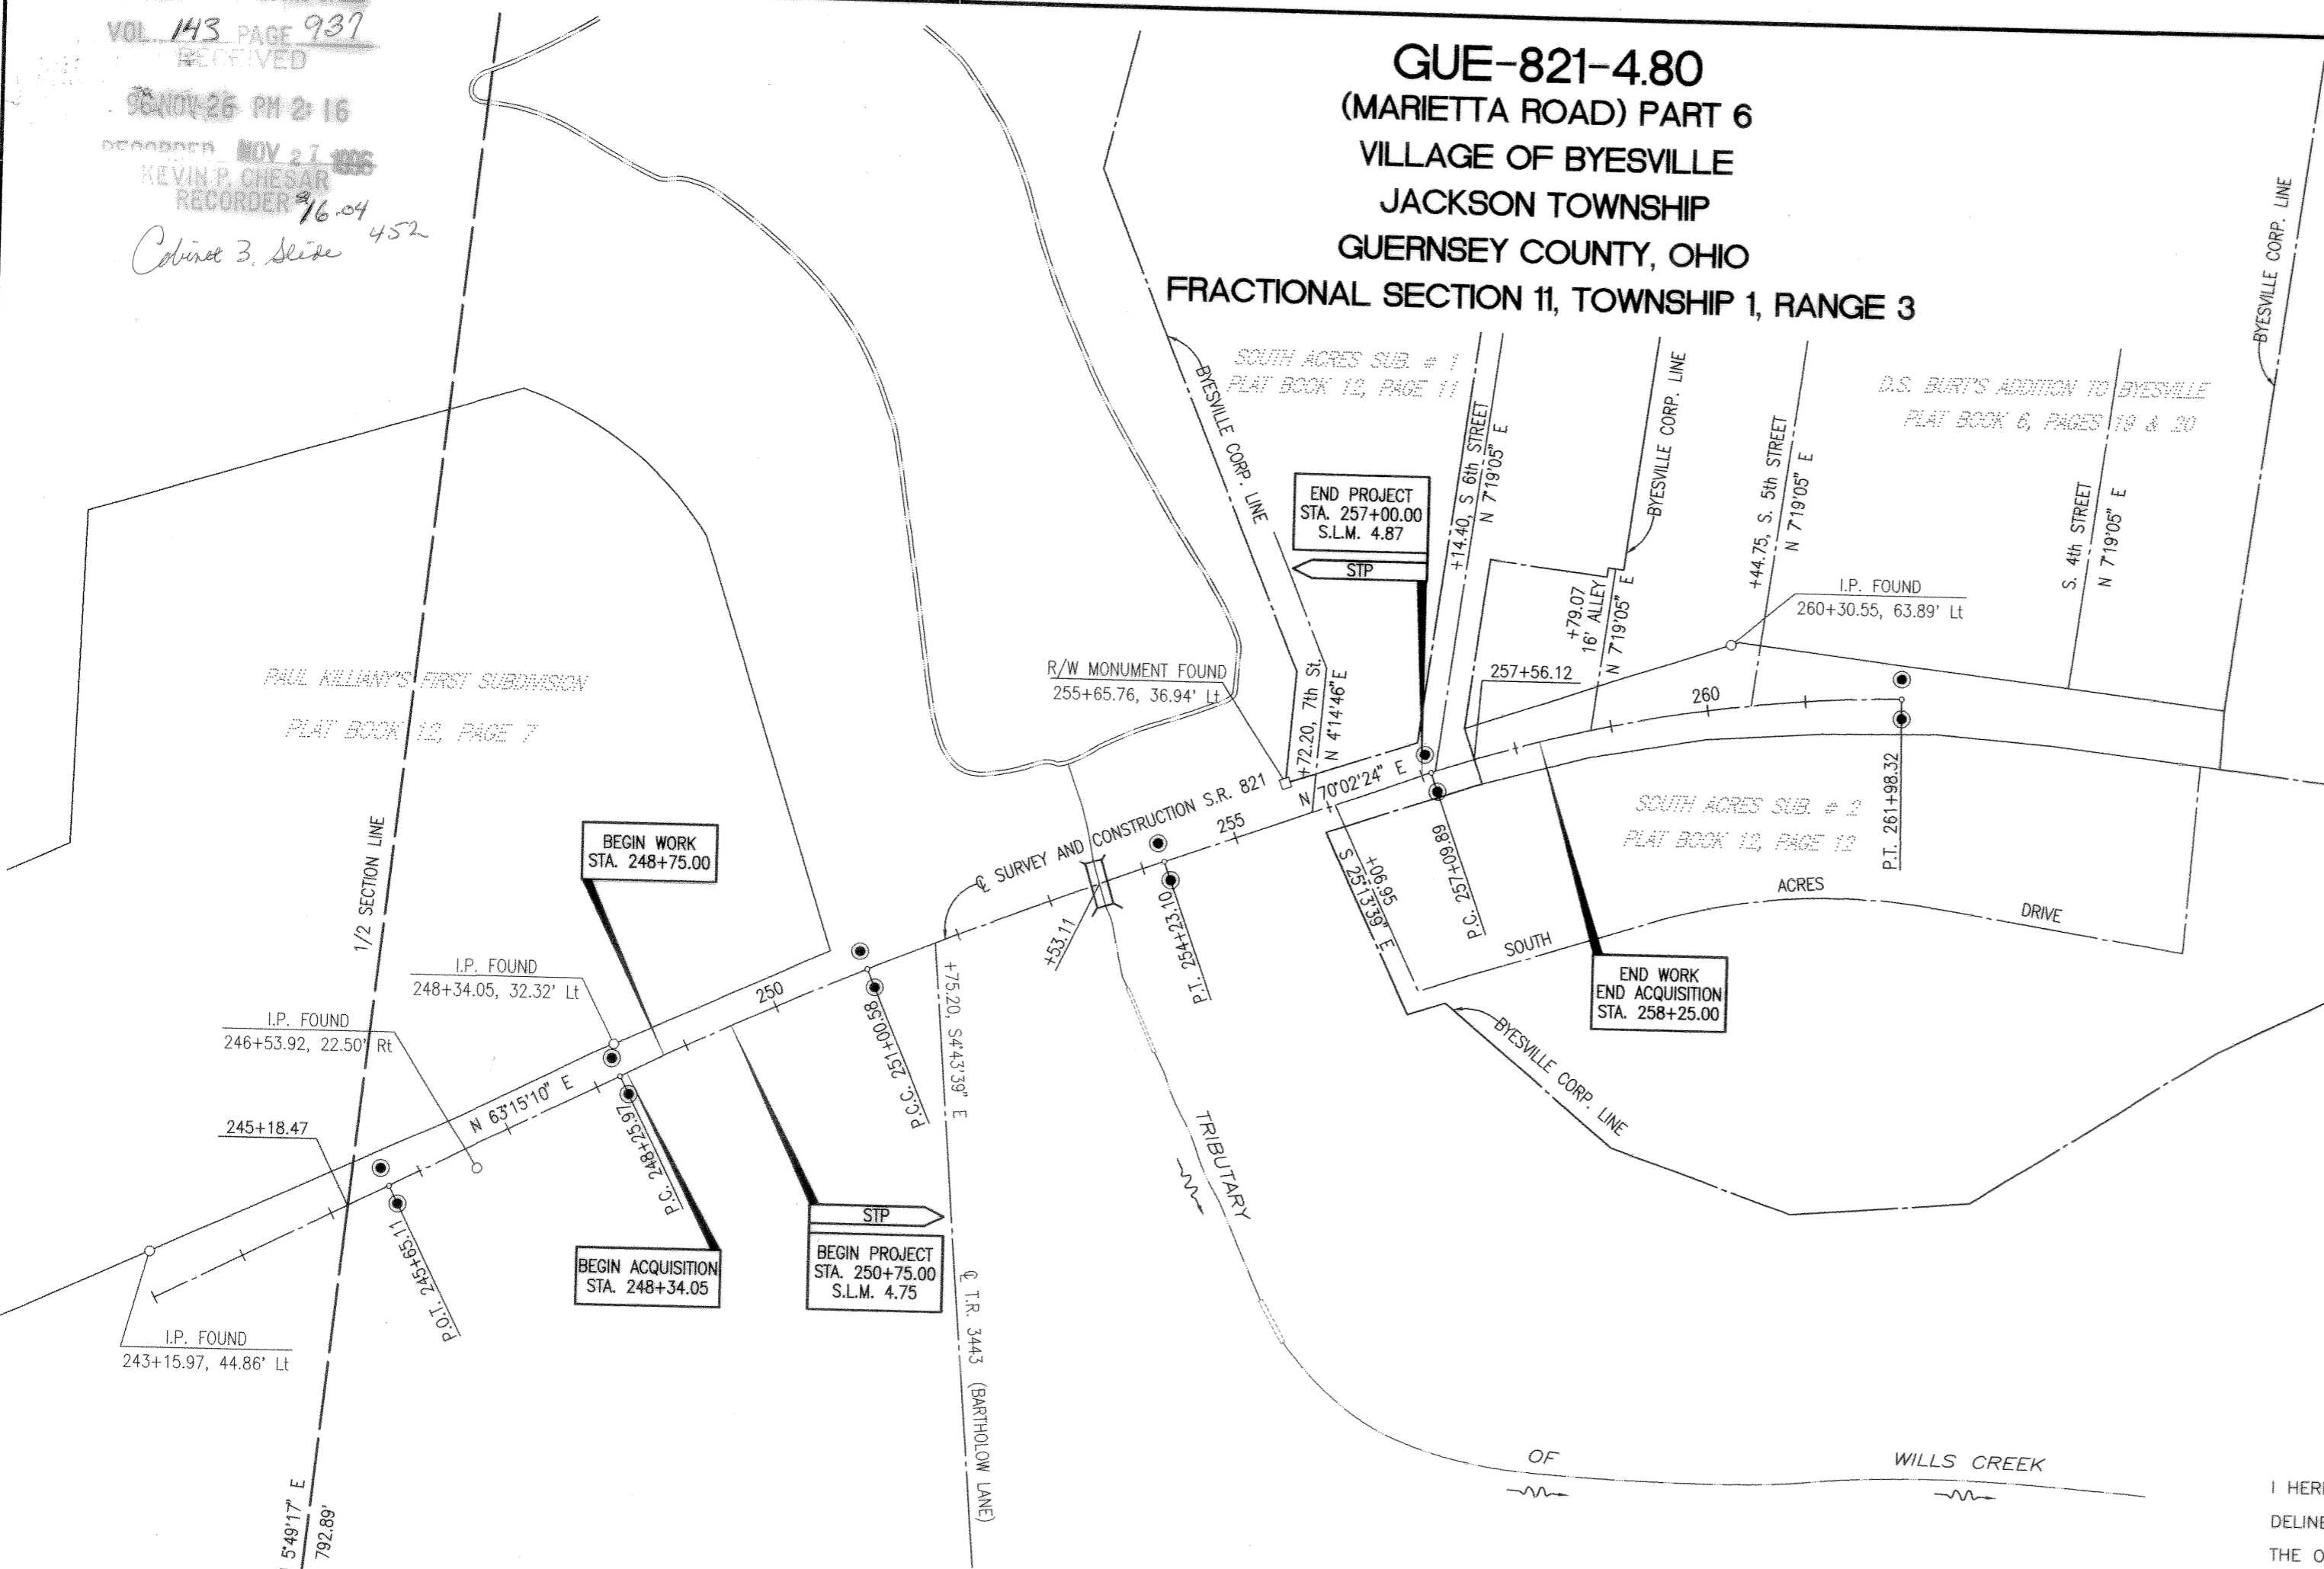 VOL. 143 PAGE 937
RECEIVED
96 NOV 26 PM 2:16
RECORDED NOV 27 1996
KEVIN P. CHESAR
RECORDER $16.04
Cabinet 3, Slide 452
GUE-821-4.80
(MARIETTA ROAD) PART 6
VILLAGE OF BYESVILLE
JACKSON TOWNSHIP
GUERNSEY COUNTY, OHIO
FRACTIONAL SECTION 11, TOWNSHIP 1, RANGE 3
SOUTH ACRES SUB. # 1
PLAT BOOK 12, PAGE 11
D.S. BURT'S ADDITION TO BYESVILLE
PLAT BOOK 6, PAGES 19 & 20
BYESVILLE CORP. LINE
BYESVILLE CORP. LINE
BYESVILLE CORP. LINE
+14.40, S 6th STREET
N 7°19'05" E
+44.75, S. 5th STREET
N 7°19'05" E
S. 4th STREET
N 7°19'05" E
END PROJECT
STA. 257+00.00
S.L.M. 4.87
STP
+79.07
16' ALLEY
N 7°19'05" E
I.P. FOUND
260+30.55, 63.89' Lt
R/W MONUMENT FOUND
255+65.76, 36.94' Lt
+72.20, 7th St.
N 4°14'46"E
257+56.12
260
PAUL KILLIANY'S FIRST SUBDIVISION
PLAT BOOK 12, PAGE 7
1/2 SECTION LINE
BEGIN WORK
STA. 248+75.00
℄ SURVEY AND CONSTRUCTION S.R. 821
N 70°02'24" E
255
+53.11
P.T. 254+23.10
+06.95
S 25°13'39" E
P.C. 257+09.89
SOUTH ACRES SUB. # 2
PLAT BOOK 12, PAGE 12
P.T. 261+98.32
SOUTH
ACRES
DRIVE
END WORK
END ACQUISITION
STA. 258+25.00
BYESVILLE CORP. LINE
I.P. FOUND
248+34.05, 32.32' Lt
I.P. FOUND
246+53.92, 22.50' Rt
245+18.47
N 63°15'10" E
250
P.C.C. 251+00.58
P.C. 248+25.97
P.O.T. 245+65.11
+75.20, S4°43'39" E
℄ T.R. 3443 (BARTHOLOW LANE)
BEGIN ACQUISITION
STA. 248+34.05
STP
BEGIN PROJECT
STA. 250+75.00
S.L.M. 4.75
I.P. FOUND
243+15.97, 44.86' Lt
TRIBUTARY
OF
WILLS CREEK
5°49'17" E
792.89'
I HER
DELINE
THE O